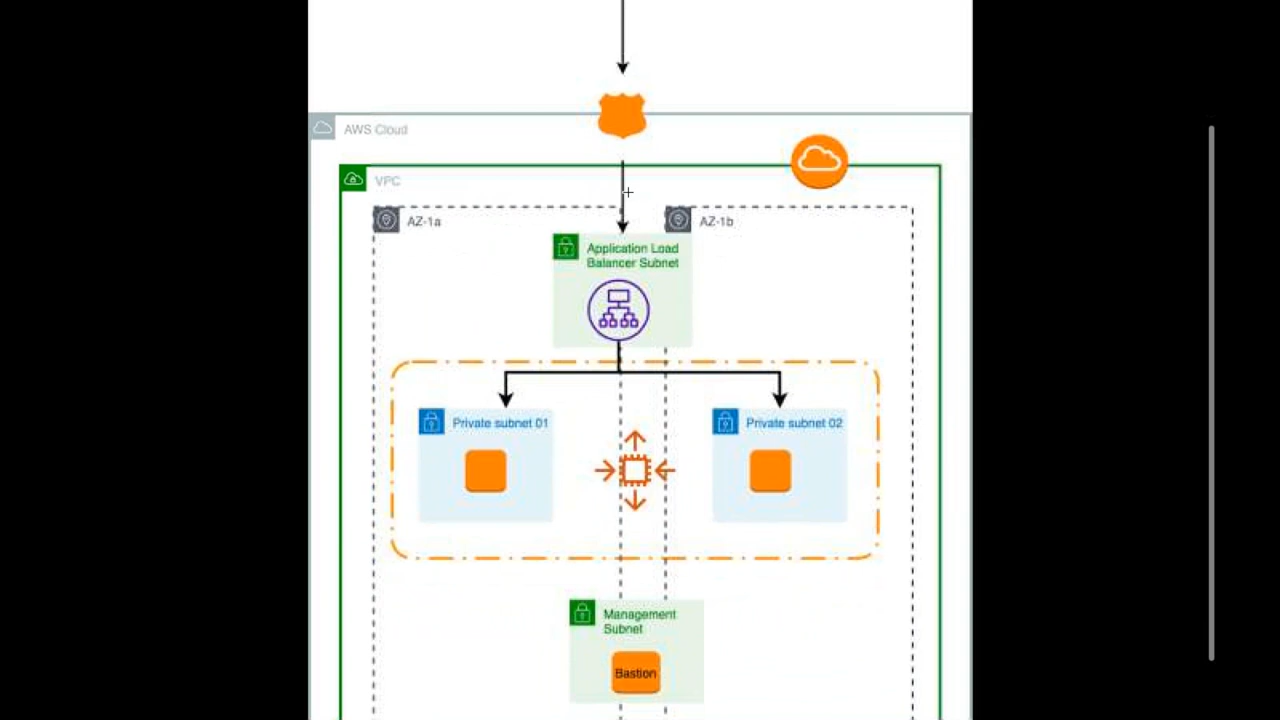 AWS Cloud
VPC
AZ-1a
AZ-1b
Application Load
Balancer Subnet
Private subnet 01
Private subnet 02
Management
Subnet
Bastion